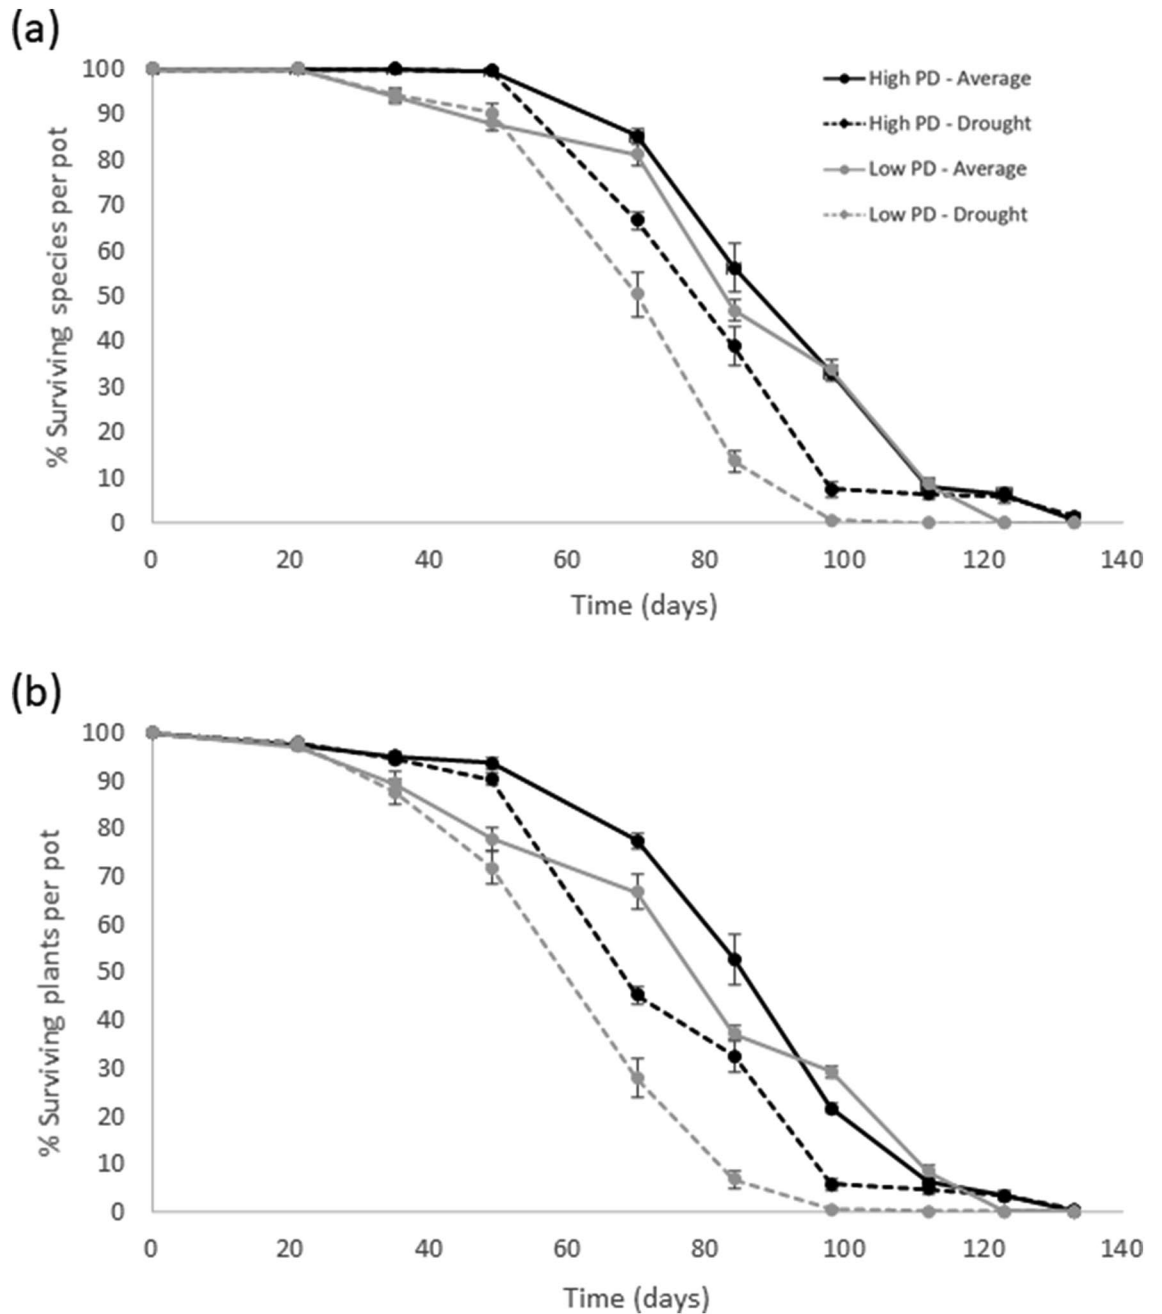 (a)
% Surviving species per pot
100
90
80
70
60
50
40
30
20
10
0
High PD - Average
High PD - Drought
Low PD - Average
Low PD - Drought
0 20 40 60 80 100 120 140
Time (days)
(b)
% Surviving plants per pot
100
90
80
70
60
50
40
30
20
10
0
0 20 40 60 80 100 120 140
Time (days)